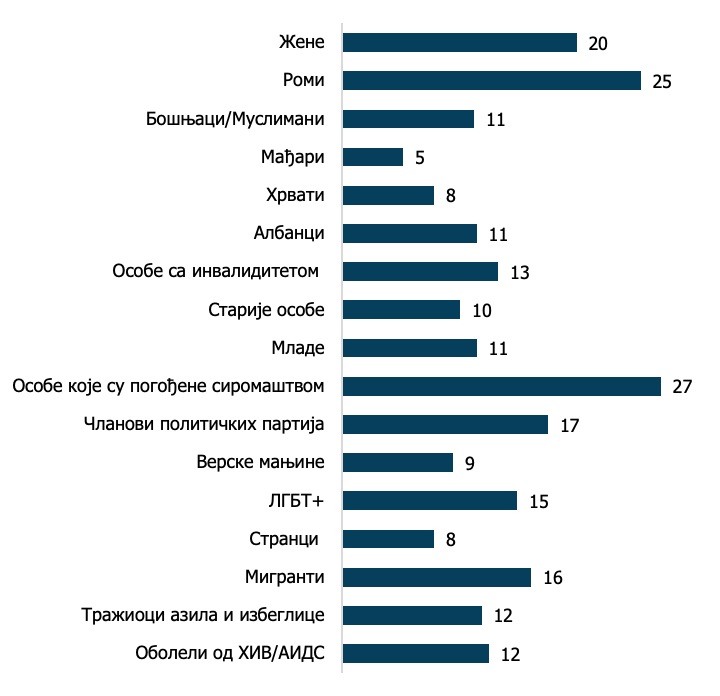 Жене 20
Роми 25
Бошњаци/Муслимани 11
Мађари 5
Хрвати 8
Албанци 11
Особе са инвалидитетом 13
Старије особе 10
Младе 11
Особе које су погођене сиромаштвом 27
Чланови политичких партија 17
Верске мањине 9
ЛГБТ+ 15
Странци 8
Мигранти 16
Тражиоци азила и избеглице 12
Оболели од ХИВ/АИДС 12